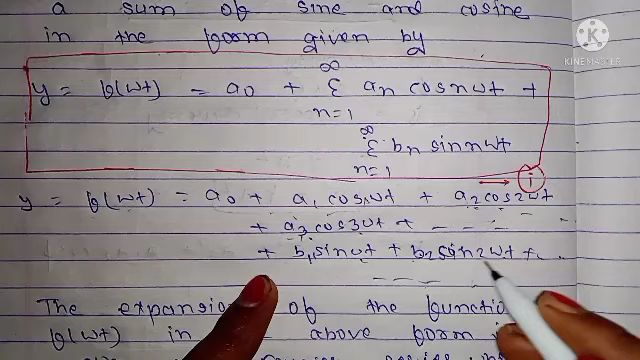 a sum of sine and cosine
in the form given by
y = f(ωt) = a0 + Σ an cos nωt +
∞
n=1
∞
Σ bn sin nωt
n=1
i
y = f(ωt) = a0 + a1 cos ωt + a2 cos 2ωt
+ a3 cos 3ωt + - - - -
+ b1 sin ωt + b2 sin 2ωt + ...
The expansion of the functio
f(ωt) in above form i
KINEMASTER